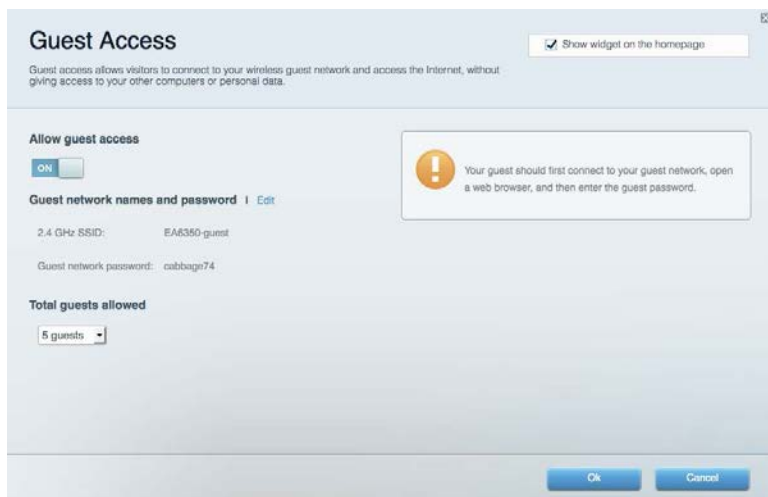 Guest Access
Show widget on the homepage
Guest access allows visitors to connect to your wireless guest network and access the Internet, without
giving access to your other computers or personal data.
Allow guest access
ON
Your guest should first connect to your guest network, open
a web browser, and then enter the guest password.
Guest network names and password | Edit
2.4 GHz SSID: EA6350-guest
Guest network password: cabbage74
Total guests allowed
5 guests
Ok Cancel